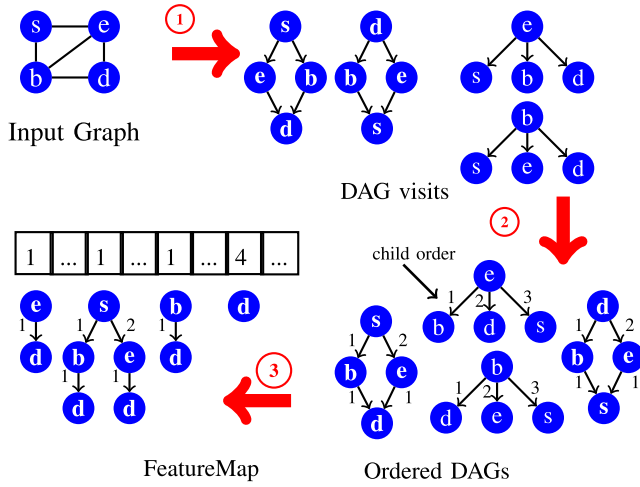 s e
b d
Input Graph
1
s
e b
d
d
b e
s
e
s b d
b
s e d
DAG visits
2
1 ... 1 ... 1 ... 4 ...
e s b d
1 1 2 1
d b e d
1 1
d d
FeatureMap
3
child order
e
1 2 3
b d s
s
1 2
b e
1 1
d
b
1 2 3
d e s
d
1 2
b e
1 1
s
Ordered DAGs